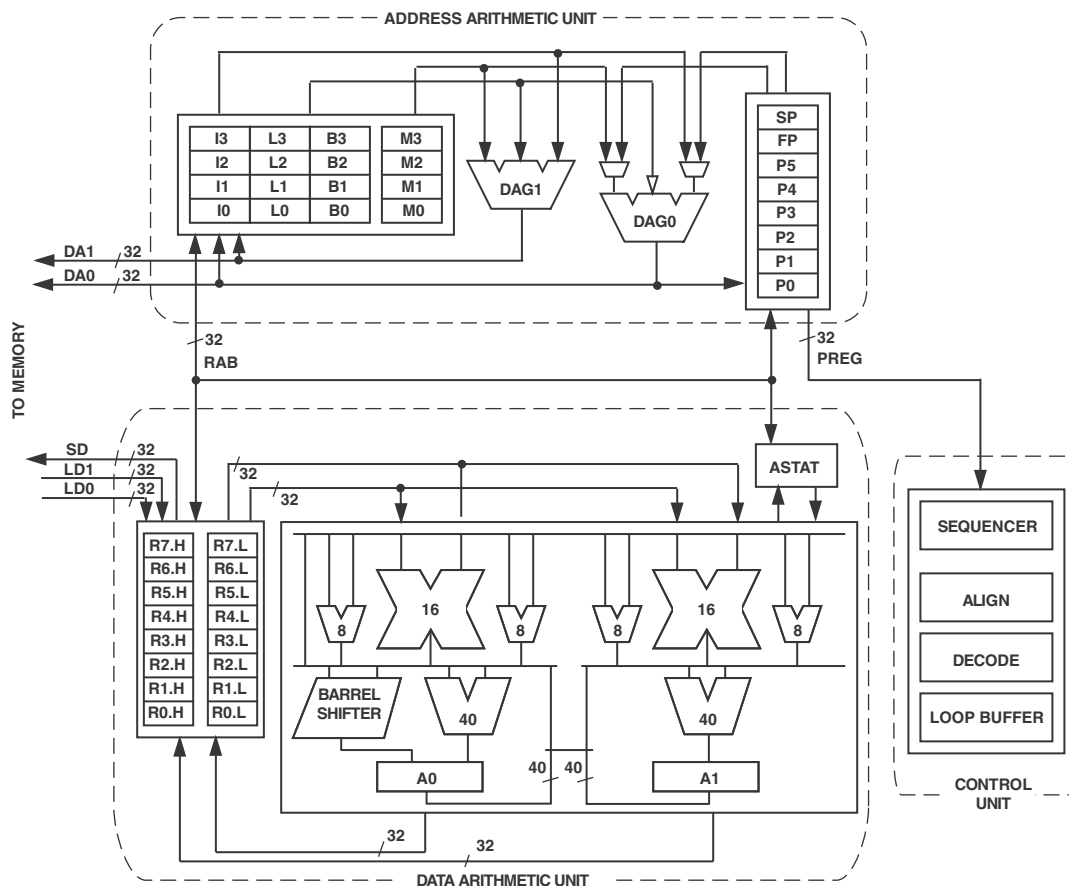 ADDRESS ARITHMETIC UNIT
I3 L3 B3 M3
I2 L2 B2 M2
I1 L1 B1 M1
I0 L0 B0 M0
DAG1
DAG0
SP
FP
P5
P4
P3
P2
P1
P0
DA1 32
DA0 32
32
RAB
32
PREG
TO MEMORY
SD 32
LD1 32
LD0 32
32
32
ASTAT
R7.H R7.L
R6.H R6.L
R5.H R5.L
R4.H R4.L
R3.H R3.L
R2.H R2.L
R1.H R1.L
R0.H R0.L
8 16 8 8 16 8
BARREL
SHIFTER
40 40
A0 40 40 A1
32
32
DATA ARITHMETIC UNIT
SEQUENCER
ALIGN
DECODE
LOOP BUFFER
CONTROL
UNIT